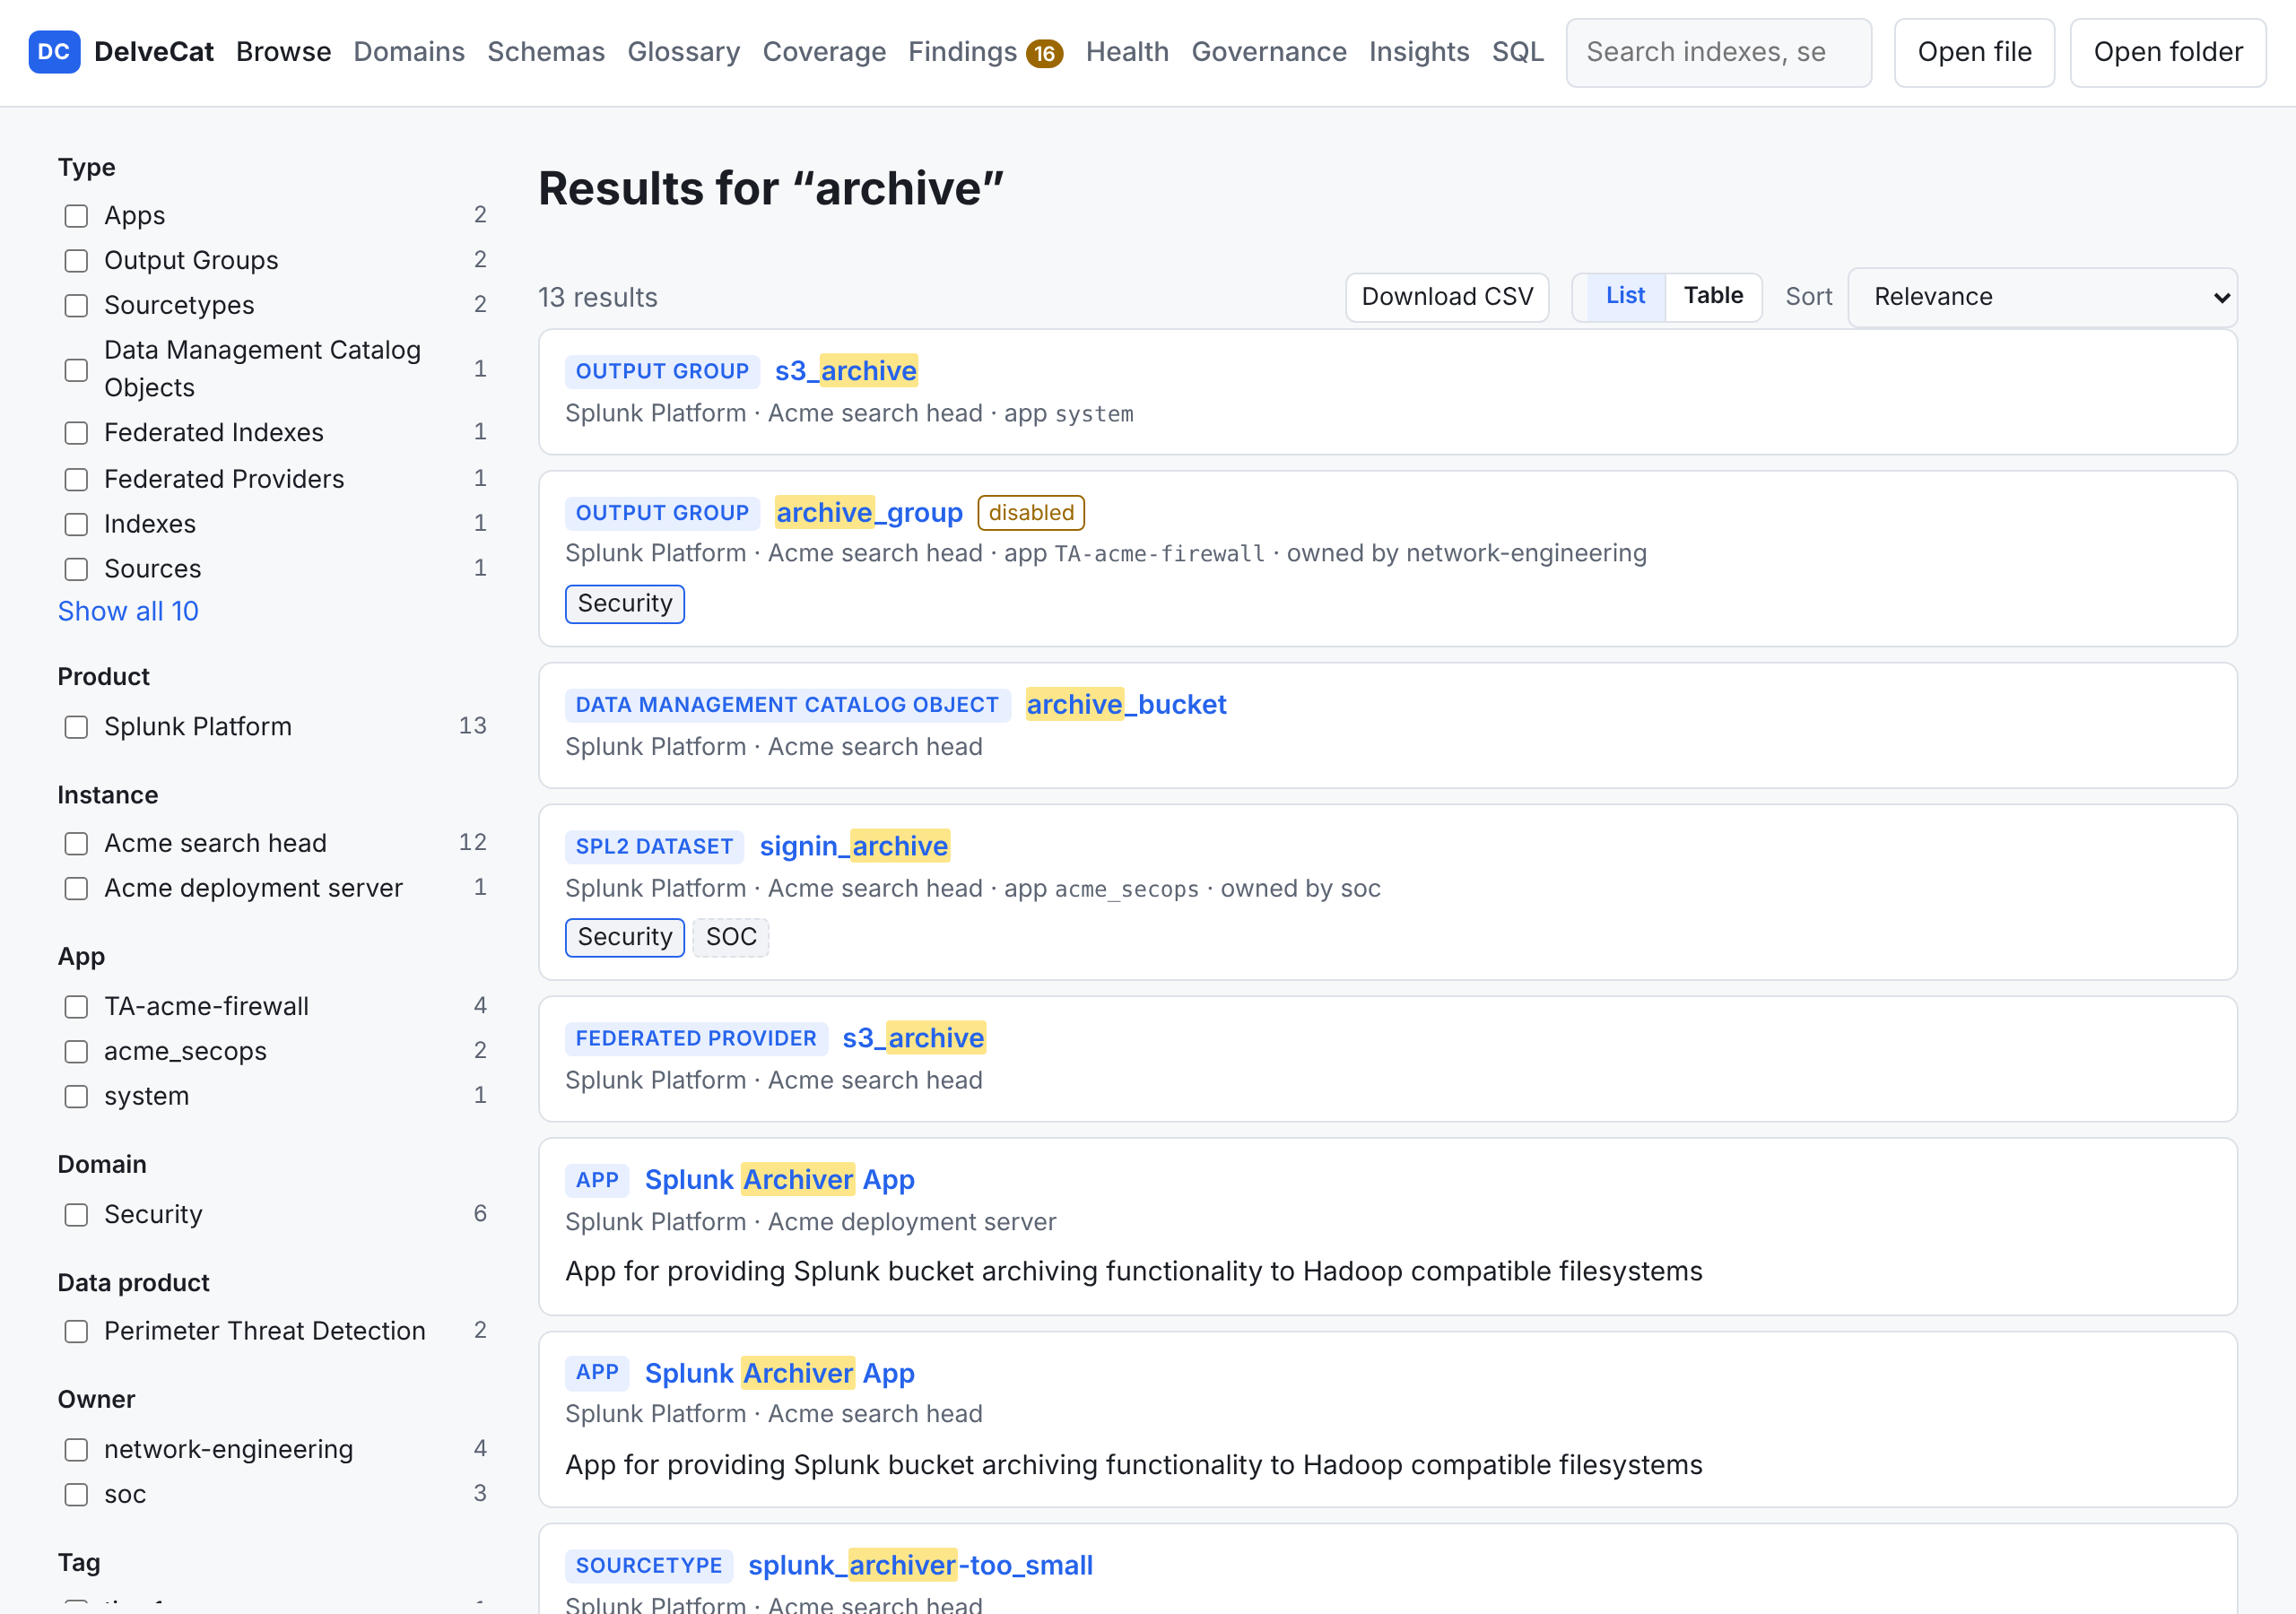 DC DelveCat Browse Domains Schemas Glossary Coverage Findings 16 Health Governance Insights SQL Search indexes, se Open file Open folder
Type
Apps 2
Output Groups 2
Sourcetypes 2
Data Management Catalog
Objects 1
Federated Indexes 1
Federated Providers 1
Indexes 1
Sources 1
Show all 10
Product
Splunk Platform 13
Instance
Acme search head 12
Acme deployment server 1
App
TA-acme-firewall 4
acme_secops 2
system 1
Domain
Security 6
Data product
Perimeter Threat Detection 2
Owner
network-engineering 4
soc 3
Tag
Results for “archive”
13 results Download CSV List Table Sort Relevance
OUTPUT GROUP s3_archive
Splunk Platform · Acme search head · app system
OUTPUT GROUP archive_group disabled
Splunk Platform · Acme search head · app TA-acme-firewall · owned by network-engineering
Security
DATA MANAGEMENT CATALOG OBJECT archive_bucket
Splunk Platform · Acme search head
SPL2 DATASET signin_archive
Splunk Platform · Acme search head · app acme_secops · owned by soc
Security SOC
FEDERATED PROVIDER s3_archive
Splunk Platform · Acme search head
APP Splunk Archiver App
Splunk Platform · Acme deployment server
App for providing Splunk bucket archiving functionality to Hadoop compatible filesystems
APP Splunk Archiver App
Splunk Platform · Acme search head
App for providing Splunk bucket archiving functionality to Hadoop compatible filesystems
SOURCETYPE splunk_archiver-too_small
Splunk Platform · Acme search head